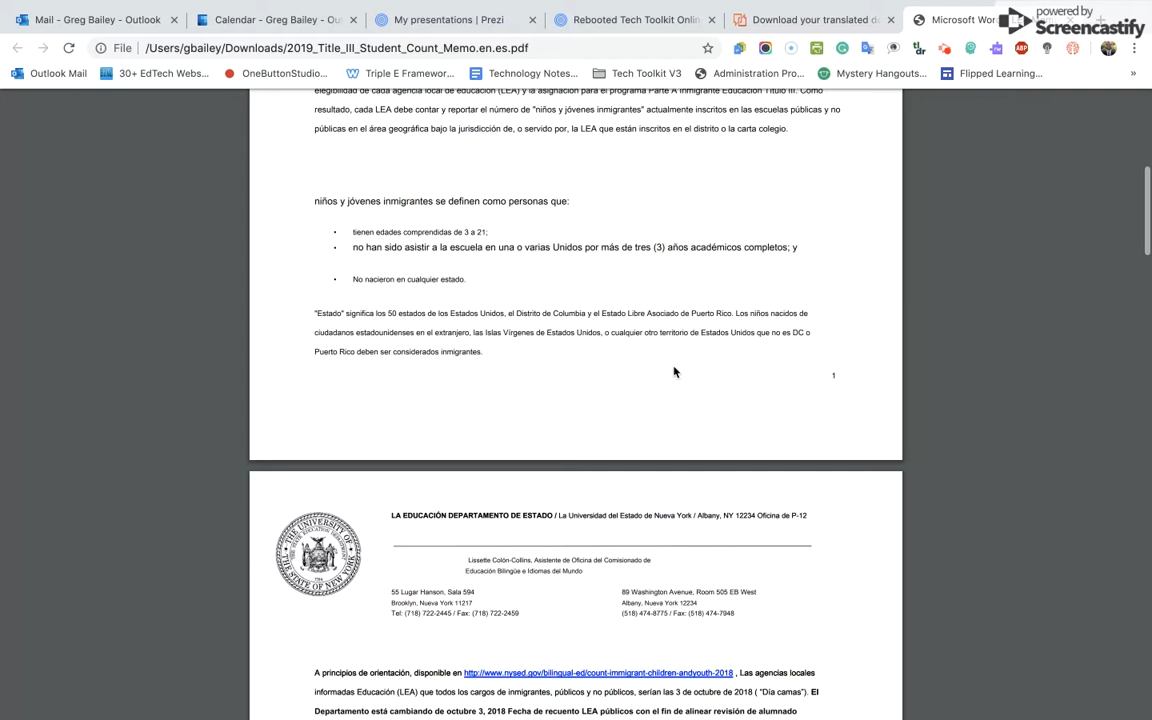 Mail - Greg Bailey - Outlook
Calendar - Greg Bailey - Ou
My presentations | Prezi
Rebooted Tech Toolkit Onlin
Download your translated do
Microsoft Wor
powered by
Screencastify
File /Users/gbailey/Downloads/2019_Title_III_Student_Count_Memo.en.es.pdf
Outlook Mail
30+ EdTech Webs...
OneButtonStudio...
Triple E Framewor...
Technology Notes...
Tech Toolkit V3
Administration Pro...
Mystery Hangouts...
Flipped Learning...
»
elegibilidad de cada agencia local de educación (LEA) y la asignación para el programa Parte A Inmigrante Educación Título III. Como
resultado, cada LEA debe contar y reportar el número de "niños y jóvenes inmigrantes" actualmente inscritos en las escuelas públicas y no
públicas en el área geográfica bajo la jurisdicción de, o servido por, la LEA que están inscritos en el distrito o la carta colegio.
niños y jóvenes inmigrantes se definen como personas que:
• tienen edades comprendidas de 3 a 21;
• no han sido asistir a la escuela en una o varias Unidos por más de tres (3) años académicos completos; y
• No nacieron en cualquier estado.
"Estado" significa los 50 estados de los Estados Unidos, el Distrito de Columbia y el Estado Libre Asociado de Puerto Rico. Los niños nacidos de
ciudadanos estadounidenses en el extranjero, las Islas Vírgenes de Estados Unidos, o cualquier otro territorio de Estados Unidos que no es DC o
Puerto Rico deben ser considerados inmigrantes.
1
THE UNIVERSITY OF THE STATE OF NEW YORK
LA EDUCACIÓN DEPARTAMENTO DE ESTADO / La Universidad del Estado de Nueva York / Albany, NY 12234 Oficina de P-12
Lissette Colón-Collins, Asistente de Oficina del Comisionado de
Educación Bilingüe e Idiomas del Mundo
55 Lugar Hanson, Sala 594
Brooklyn, Nueva York 11217
Tel: (718) 722-2445 / Fax: (718) 722-2459
89 Washington Avenue, Room 505 EB West
Albany, Nueva York 12234
(518) 474-8775 / Fax: (518) 474-7948
A principios de orientación, disponible en http://www.nysed.gov/bilingual-ed/count-immigrant-children-andyouth-2018 , Las agencias locales
informadas Educación (LEA) que todos los cargos de inmigrantes, públicos y no públicos, serían las 3 de octubre de 2018 ( "Día camas"). El
Departamento está cambiando de octubre 3, 2018 Fecha de recuento LEA públicos con el fin de alinear revisión de alumnado